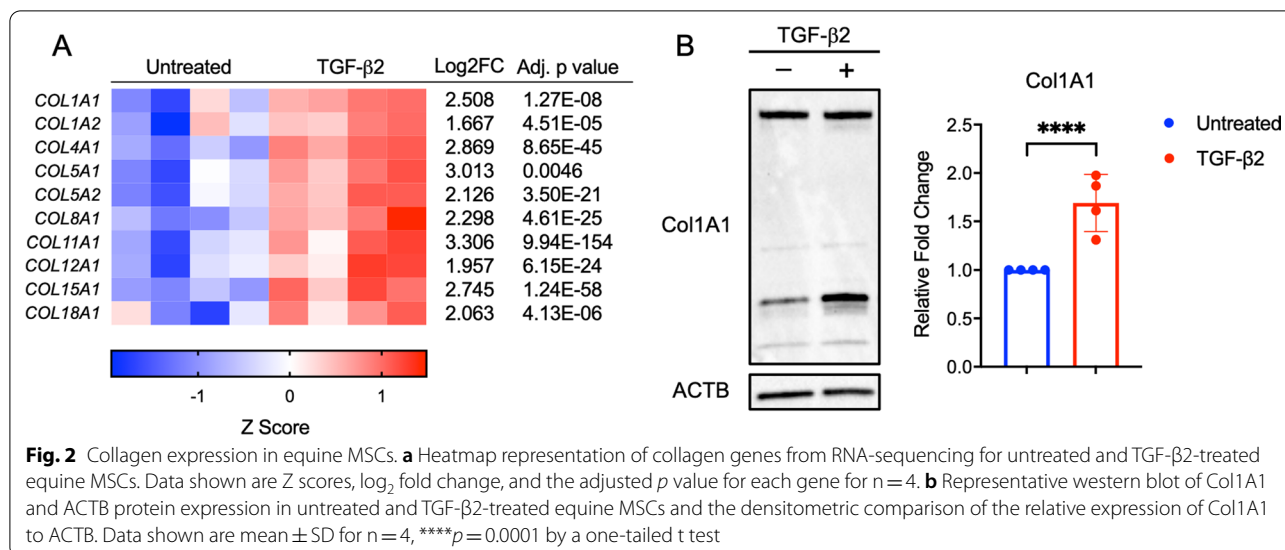 A
Untreated TGF-β2 Log2FC Adj. p value
COL1A1 2.508 1.27E-08
COL1A2 1.667 4.51E-05
COL4A1 2.869 8.65E-45
COL5A1 3.013 0.0046
COL5A2 2.126 3.50E-21
COL8A1 2.298 4.61E-25
COL11A1 3.306 9.94E-154
COL12A1 1.957 6.15E-24
COL15A1 2.745 1.24E-58
COL18A1 2.063 4.13E-06
-1 0 1
Z Score
B
TGF-β2
– +
Col1A1
ACTB
Col1A1
Relative Fold Change
2.5
2.0
1.5
1.0
0.5
0.0
****
Untreated
TGF-β2
Fig. 2 Collagen expression in equine MSCs. a Heatmap representation of collagen genes from RNA-sequencing for untreated and TGF-β2-treated
equine MSCs. Data shown are Z scores, log2 fold change, and the adjusted p value for each gene for n = 4. b Representative western blot of Col1A1
and ACTB protein expression in untreated and TGF-β2-treated equine MSCs and the densitometric comparison of the relative expression of Col1A1
to ACTB. Data shown are mean ± SD for n = 4, ****p = 0.0001 by a one-tailed t test